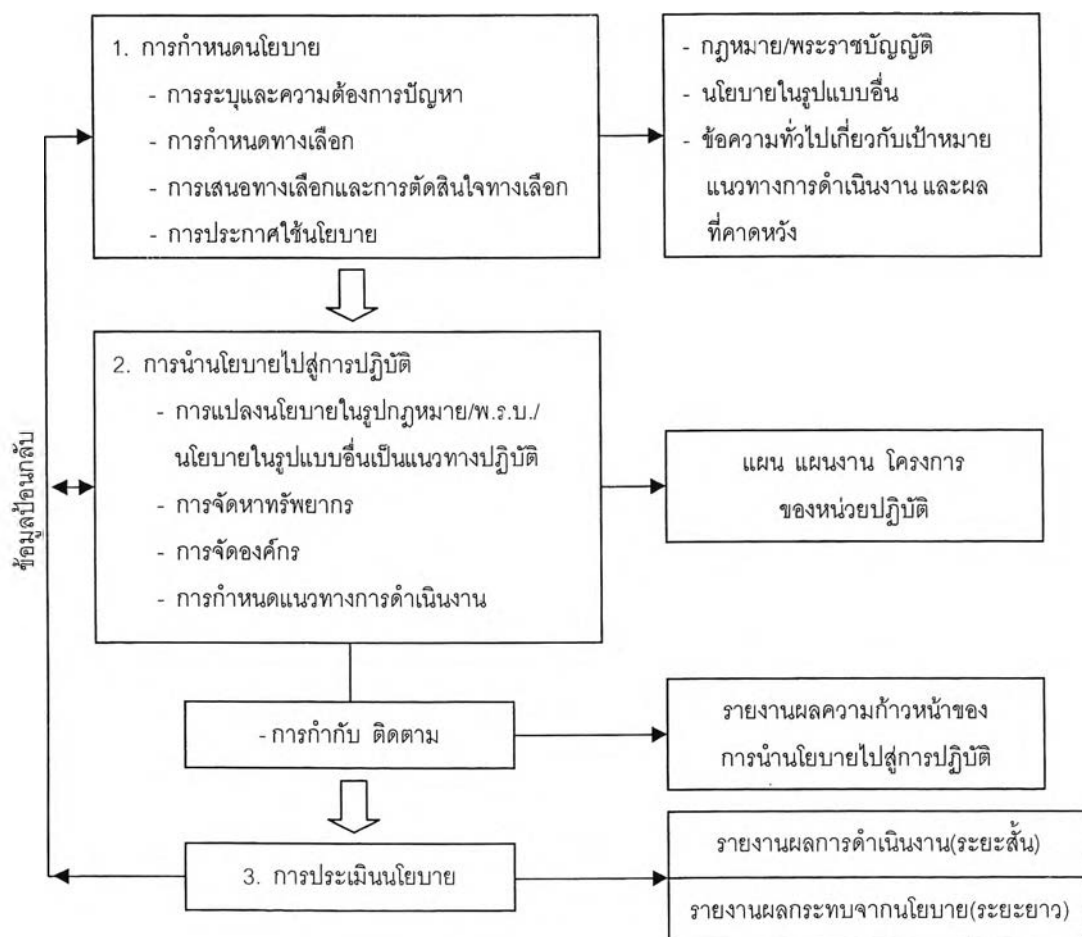 1. การกำหนดนโยบาย
- การระบุและความต้องการปัญหา
- การกำหนดทางเลือก
- การเสนอทางเลือกและการตัดสินใจทางเลือก
- การประกาศใช้นโยบาย
- กฎหมาย/พระราชบัญญัติ
- นโยบายในรูปแบบอื่น
- ข้อความทั่วไปเกี่ยวกับเป้าหมาย
แนวทางการดำเนินงาน และผล
ที่คาดหวัง
2. การนำนโยบายไปสู่การปฏิบัติ
- การแปลงนโยบายในรูปกฎหมาย/พ.ร.บ./
นโยบายในรูปแบบอื่นเป็นแนวทางปฏิบัติ
- การจัดหาทรัพยากร
- การจัดองค์กร
- การกำหนดแนวทางการดำเนินงาน
แผน แผนงาน โครงการ
ของหน่วยปฏิบัติ
ข้อมูลป้อนกลับ
- การกำกับ ติดตาม
รายงานผลความก้าวหน้าของ
การนำนโยบายไปสู่การปฏิบัติ
3. การประเมินนโยบาย
รายงานผลการดำเนินงาน(ระยะสั้น)
รายงานผลกระทบจากนโยบาย(ระยะยาว)